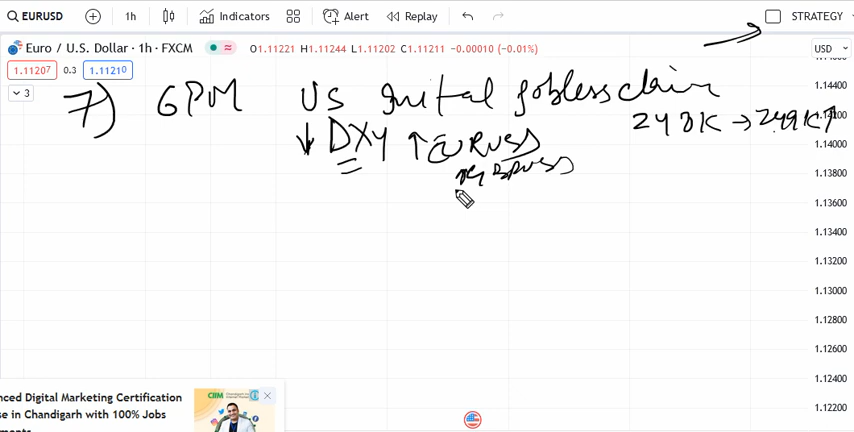 EURUSD 1h Indicators Alert Replay STRATEGY
Euro / U.S. Dollar · 1h · FXCM O1.11221 H1.11244 L1.11202 C1.11211 −0.00010 (−0.01%) USD
1.11207 0.3 1.11210
3
7) 6PM US Initial Jobless claim
248K → 249K ↑
↓ DXY ↑ EURUSD
1.14400
1.14000
1.13800
1.13600
1.13400
1.13200
1.13000
1.12800
1.12600
1.12400
1.12200
nced Digital Marketing Certification
se in Chandigarh with 100% Jobs
CIIM